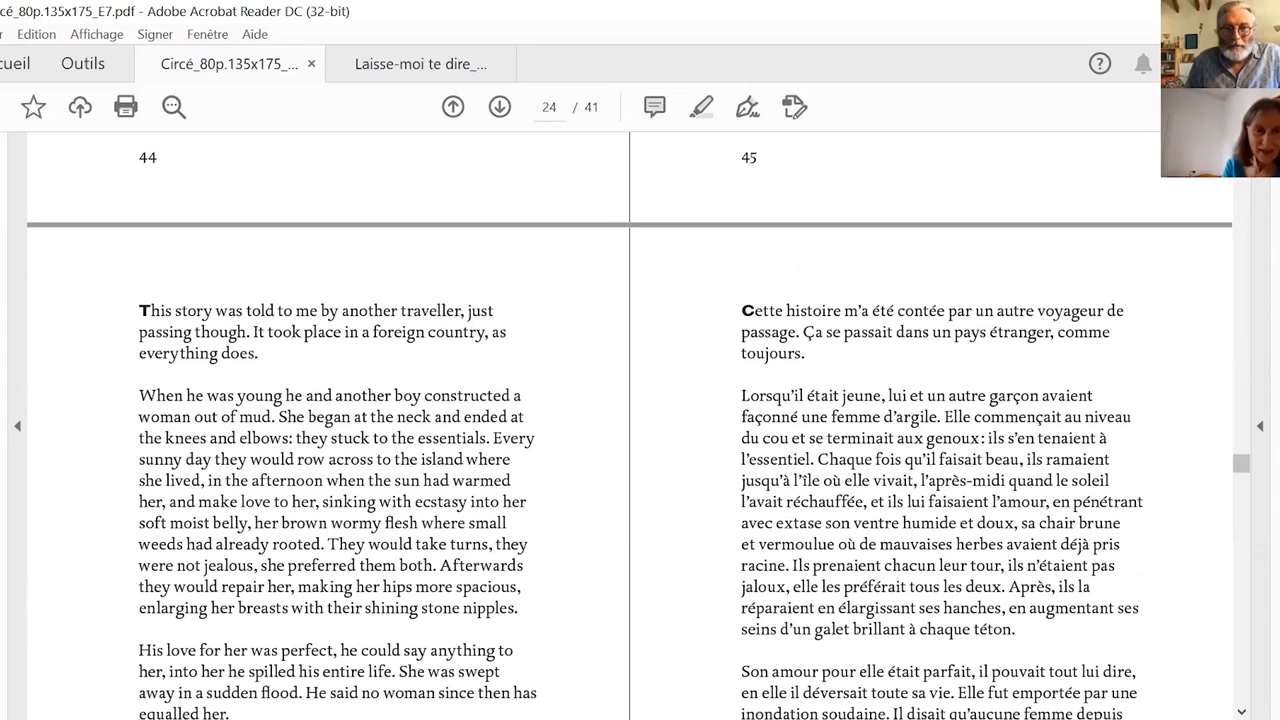 rcé_80p.135x175_E7.pdf - Adobe Acrobat Reader DC (32-bit)
r Edition Affichage Signer Fenêtre Aide
cueil Outils Circé_80p.135x175_... × Laisse-moi te dire_...
24 / 41
44
45
This story was told to me by another traveller, just
passing though. It took place in a foreign country, as
everything does.
When he was young he and another boy constructed a
woman out of mud. She began at the neck and ended at
the knees and elbows: they stuck to the essentials. Every
sunny day they would row across to the island where
she lived, in the afternoon when the sun had warmed
her, and make love to her, sinking with ecstasy into her
soft moist belly, her brown wormy flesh where small
weeds had already rooted. They would take turns, they
were not jealous, she preferred them both. Afterwards
they would repair her, making her hips more spacious,
enlarging her breasts with their shining stone nipples.
His love for her was perfect, he could say anything to
her, into her he spilled his entire life. She was swept
away in a sudden flood. He said no woman since then has
equalled her.
Cette histoire m'a été contée par un autre voyageur de
passage. Ça se passait dans un pays étranger, comme
toujours.
Lorsqu'il était jeune, lui et un autre garçon avaient
façonné une femme d'argile. Elle commençait au niveau
du cou et se terminait aux genoux : ils s'en tenaient à
l'essentiel. Chaque fois qu'il faisait beau, ils ramaient
jusqu'à l'île où elle vivait, l'après-midi quand le soleil
l'avait réchauffée, et ils lui faisaient l'amour, en pénétrant
avec extase son ventre humide et doux, sa chair brune
et vermoulue où de mauvaises herbes avaient déjà pris
racine. Ils prenaient chacun leur tour, ils n'étaient pas
jaloux, elle les préférait tous les deux. Après, ils la
réparaient en élargissant ses hanches, en augmentant ses
seins d'un galet brillant à chaque téton.
Son amour pour elle était parfait, il pouvait tout lui dire,
en elle il déversait toute sa vie. Elle fut emportée par une
inondation soudaine. Il disait qu'aucune femme depuis